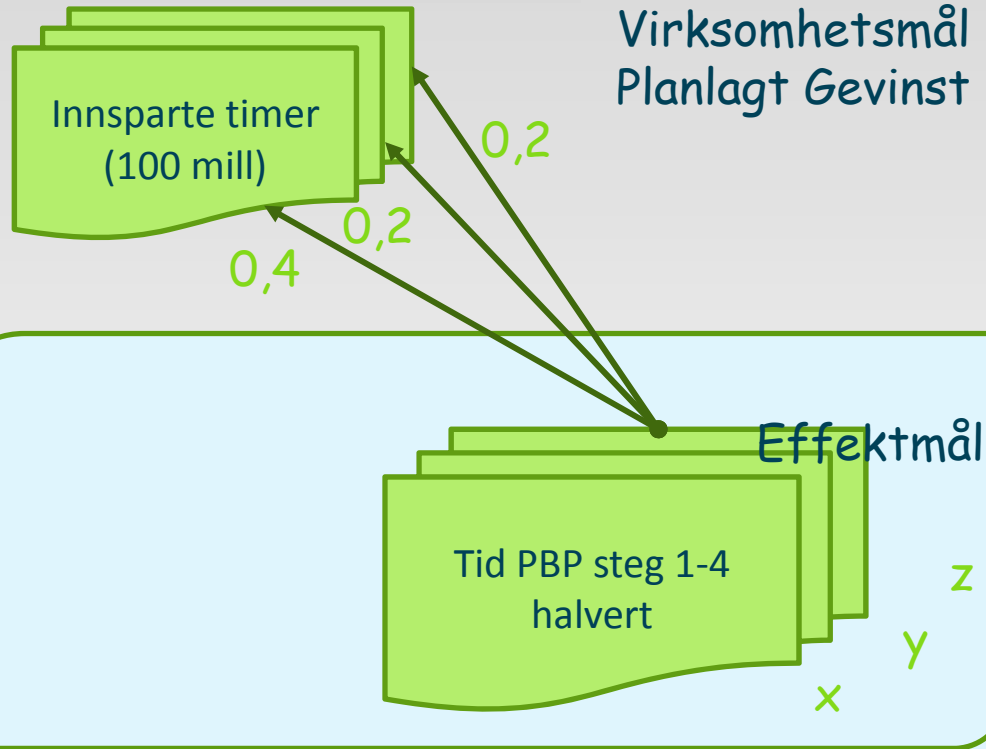 Virksomhetsmål
Planlagt Gevinst
Innsparte timer
(100 mill)
0,2
0,2
0,4
Effektmål
Tid PBP steg 1-4
halvert
z
y
x